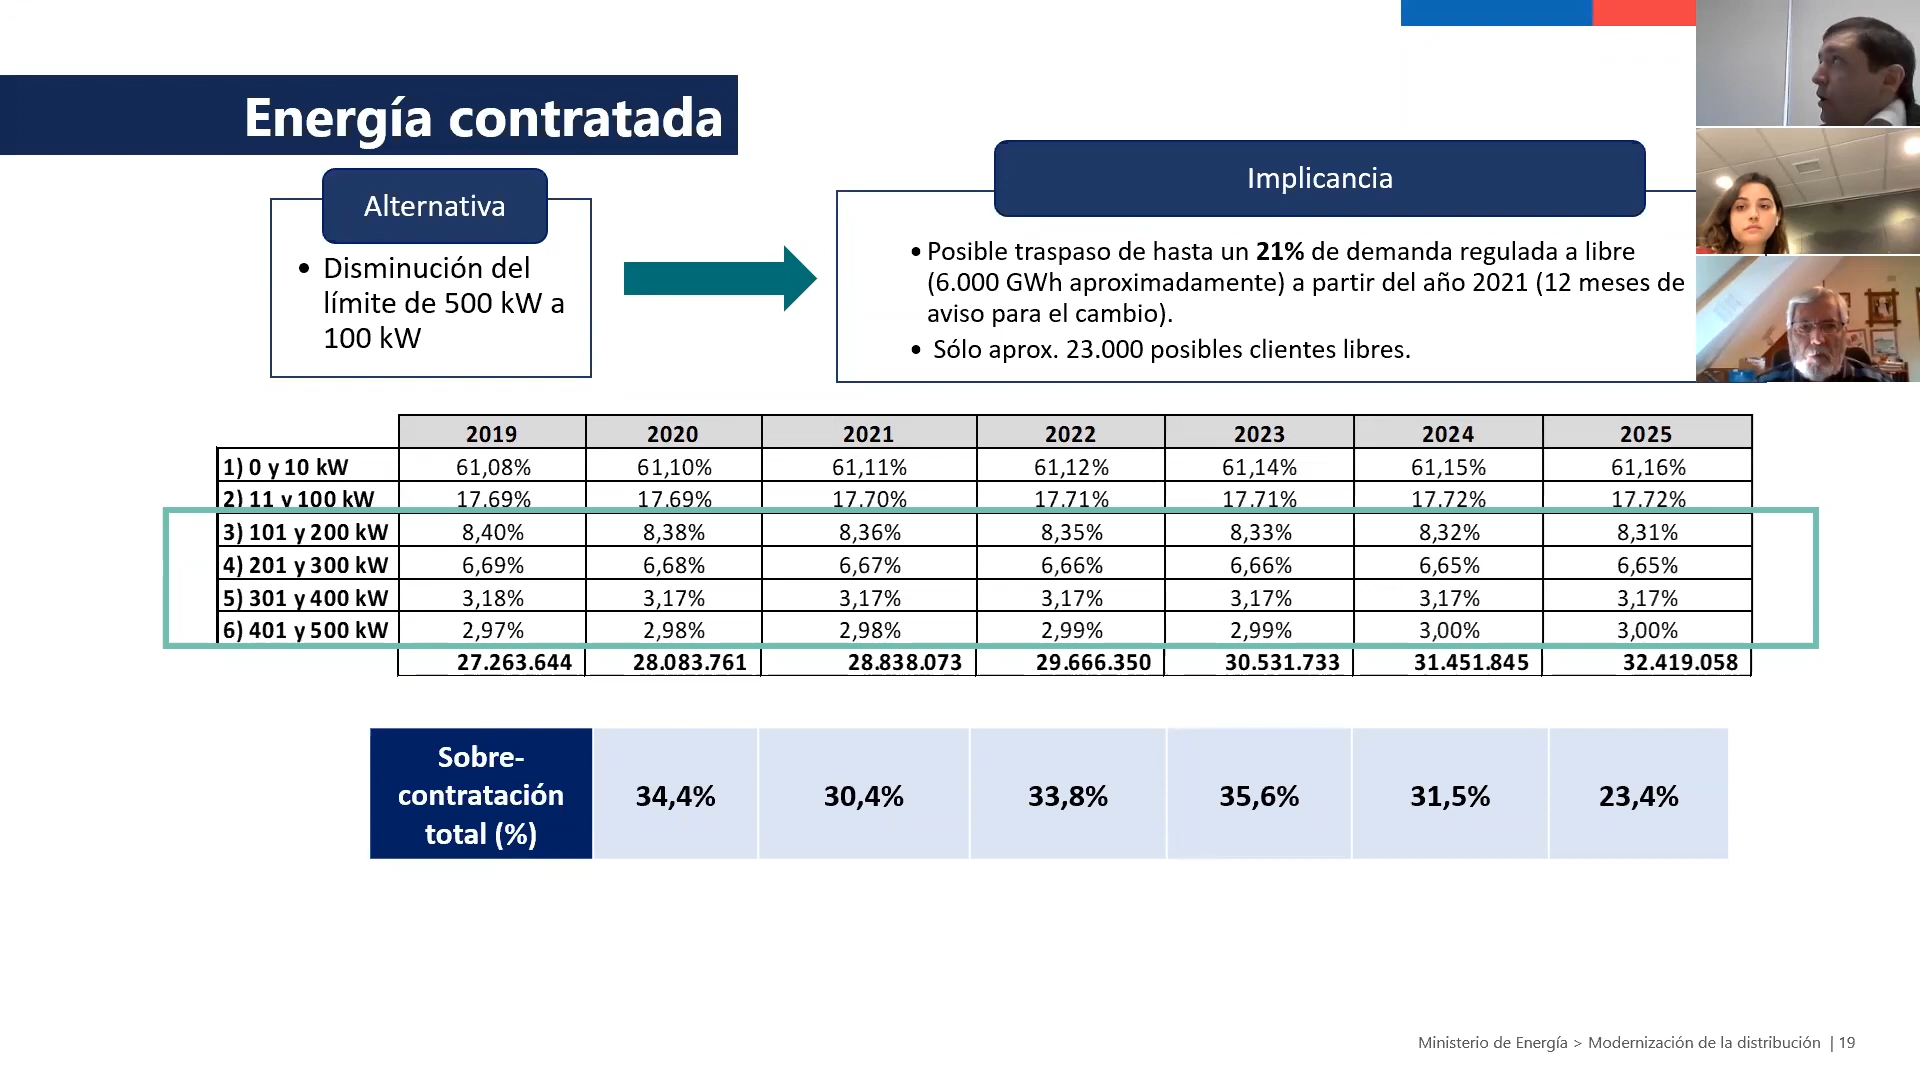 Energía contratada
Alternativa
• Disminución del
límite de 500 kW a
100 kW
Implicancia
• Posible traspaso de hasta un 21% de demanda regulada a libre
(6.000 GWh aproximadamente) a partir del año 2021 (12 meses de
aviso para el cambio).
• Sólo aprox. 23.000 posibles clientes libres.
2019 2020 2021 2022 2023 2024 2025
1) 0 y 10 kW 61,08% 61,10% 61,11% 61,12% 61,14% 61,15% 61,16%
2) 11 y 100 kW 17,69% 17,69% 17,70% 17,71% 17,71% 17,72% 17,72%
3) 101 y 200 kW 8,40% 8,38% 8,36% 8,35% 8,33% 8,32% 8,31%
4) 201 y 300 kW 6,69% 6,68% 6,67% 6,66% 6,66% 6,65% 6,65%
5) 301 y 400 kW 3,18% 3,17% 3,17% 3,17% 3,17% 3,17% 3,17%
6) 401 y 500 kW 2,97% 2,98% 2,98% 2,99% 2,99% 3,00% 3,00%
27.263.644 28.083.761 28.838.073 29.666.350 30.531.733 31.451.845 32.419.058
Sobre-
contratación
total (%)
34,4% 30,4% 33,8% 35,6% 31,5% 23,4%
Ministerio de Energía > Modernización de la distribución | 19